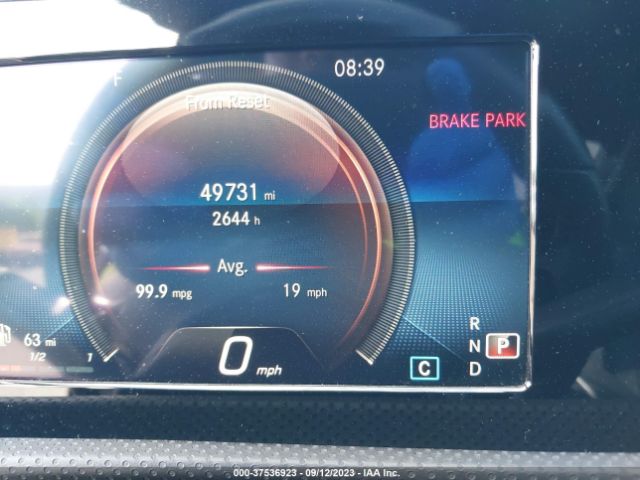 F
08:39
From Reset
BRAKE PARK
49731 mi
2644 h
Avg.
99.9 mpg
19 mph
63 mi
1/2
1
0 mph
R
N P
D
C
000-37536923 - 09/12/2023 - IAA Inc.